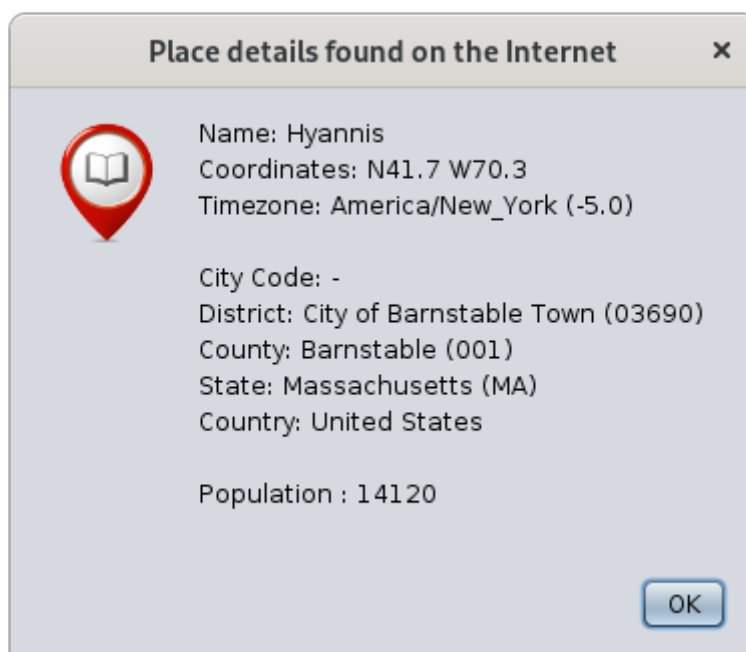 Place details found on the Internet
Name: Hyannis
Coordinates: N41.7 W70.3
Timezone: America/New_York (-5.0)
City Code: -
District: City of Barnstable Town (03690)
County: Barnstable (001)
State: Massachusetts (MA)
Country: United States
Population : 14120
OK